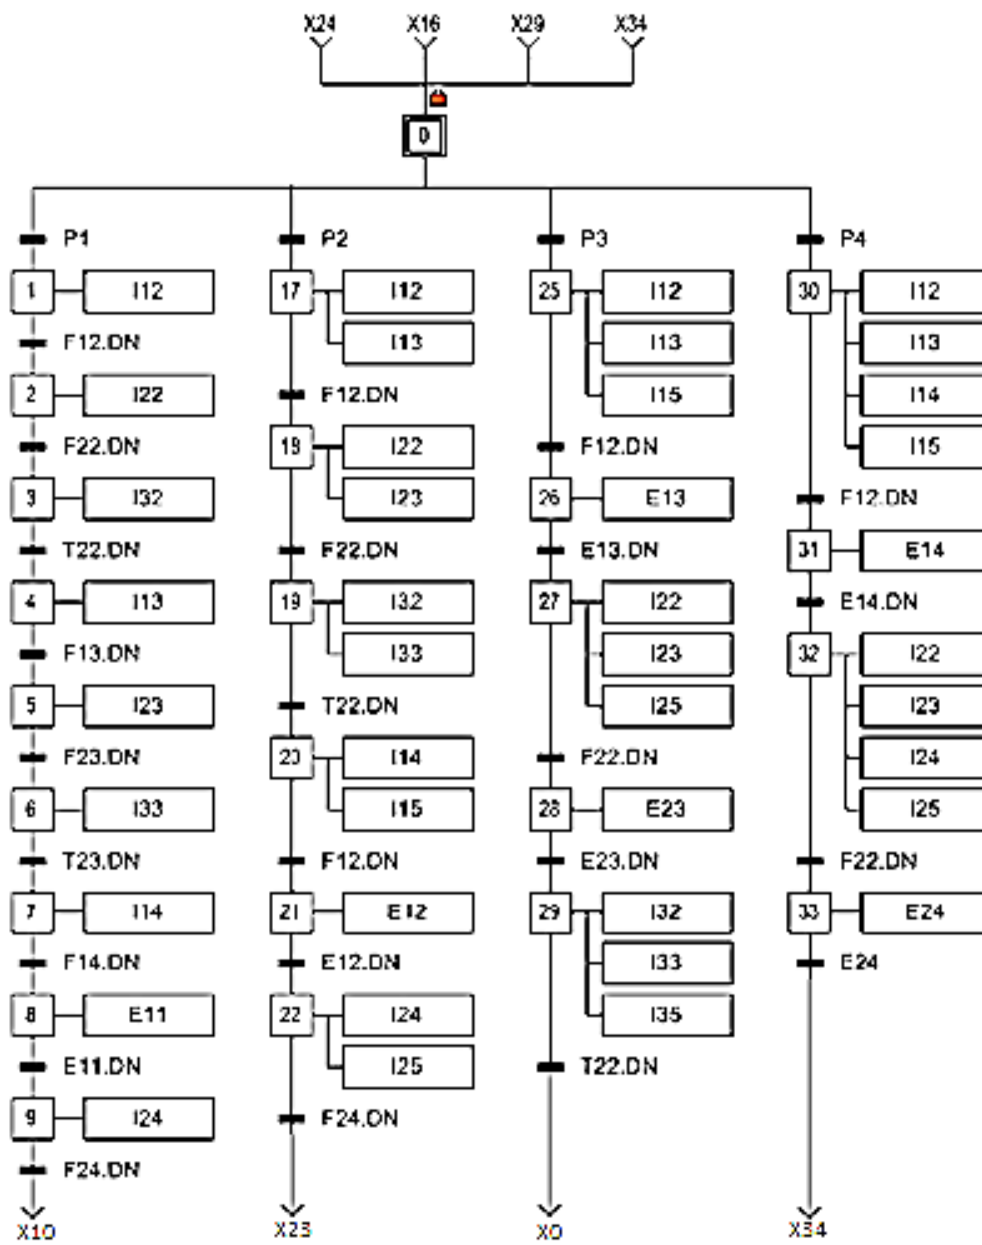 X24 X16 X29 X34
0
P1 P2 P3 P4
1 I12 17 I12 25 I12 30 I12
F12.DN I13 I13 I13
2 I22 F12.DN I15 I14
F22.DN 18 I22 F12.DN I15
3 I32 I23 26 E13 F12.DN
T22.DN F22.DN E13.DN 31 E14
4 I13 19 I32 27 I22 E14.DN
F13.DN I33 I23 32 I22
5 I23 T22.DN I25 I23
F23.DN 20 I14 F22.DN I24
6 I33 I15 28 E23 I25
T23.DN F12.DN E23.DN F22.DN
7 I14 21 E12 29 I32 33 E24
F14.DN E12.DN I33 E24
8 E11 22 I24 I35
E11.DN I25 T22.DN
9 I24 F24.DN
F24.DN
X10 X23 X0 X34